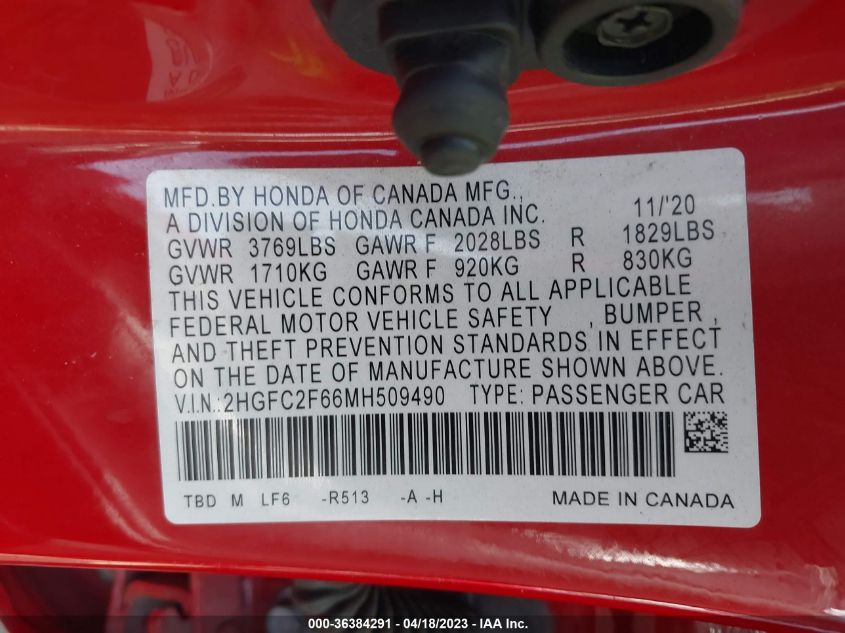 MFD.BY HONDA OF CANADA MFG.,
A DIVISION OF HONDA CANADA INC. 11/'20
GVWR 3769LBS GAWR F 2028LBS R 1829LBS
GVWR 1710KG GAWR F 920KG R 830KG
THIS VEHICLE CONFORMS TO ALL APPLICABLE
FEDERAL MOTOR VEHICLE SAFETY , BUMPER ,
AND THEFT PREVENTION STANDARDS IN EFFECT
ON THE DATE OF MANUFACTURE SHOWN ABOVE.
V.I.N.: 2HGFC2F66MH509490 TYPE: PASSENGER CAR
TBD M LF6 -R513 -A -H MADE IN CANADA
000-36384291 - 04/18/2023 - IAA Inc.